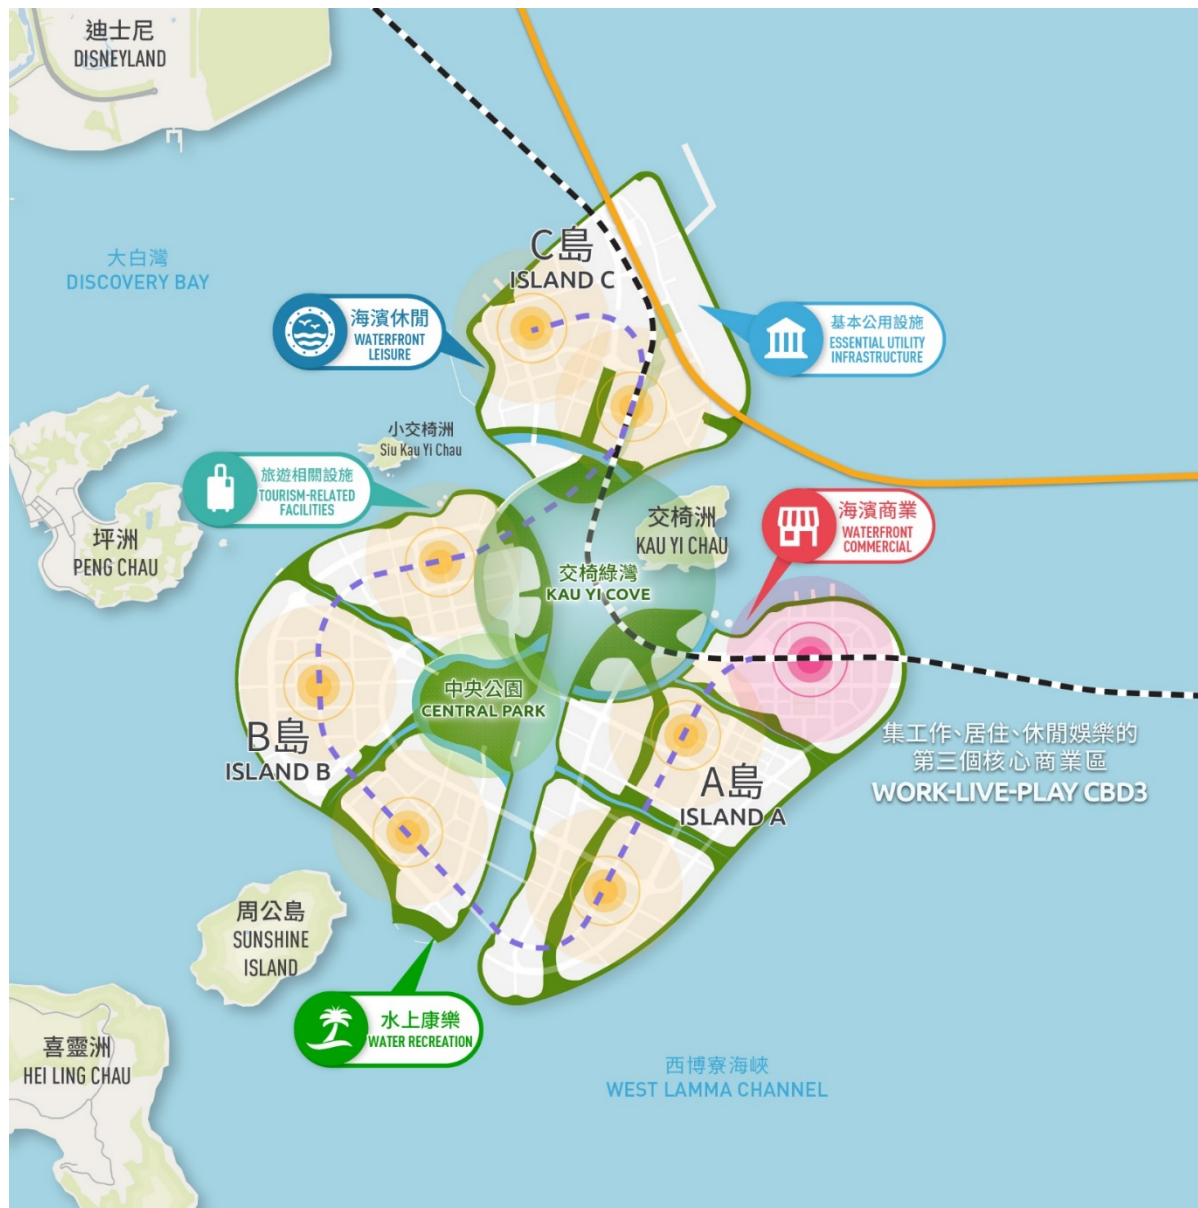 迪士尼
DISNEYLAND
大白灣
DISCOVERY BAY
C島
ISLAND C
海濱休閒
WATERFRONT
LEISURE
基本公用設施
ESSENTIAL UTILITY
INFRASTRUCTURE
小交椅洲
Siu Kau Yi Chau
旅遊相關設施
TOURISM-RELATED
FACILITIES
坪洲
PENG CHAU
交椅洲
KAU YI CHAU
海濱商業
WATERFRONT
COMMERCIAL
交椅綠灣
KAU YI COVE
中央公園
CENTRAL PARK
B島
ISLAND B
A島
ISLAND A
集工作、居住、休閒娛樂的
第三個核心商業區
WORK-LIVE-PLAY CBD3
周公島
SUNSHINE
ISLAND
水上康樂
WATER RECREATION
喜靈洲
HEI LING CHAU
西博寮海峽
WEST LAMMA CHANNEL